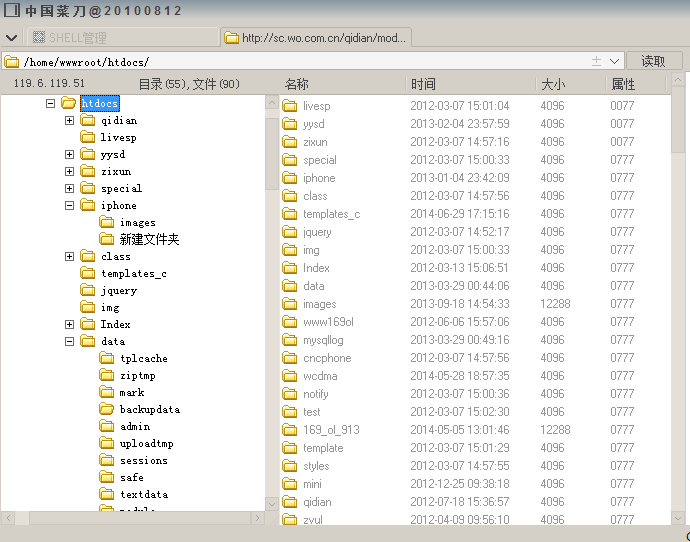 中国菜刀@20100812
SHELL管理
http://sc.wo.com.cn/qidian/mod...
/home/wwwroot/htdocs/
读取
119.6.119.51 目录(55),文件(90)
名称 时间 大小 属性
htdocs
qidian
livesp
yysd
zixun
special
iphone
images
新建文件夹
class
templates_c
jquery
img
Index
data
tplcache
ziptmp
mark
backupdata
admin
uploadtmp
sessions
safe
textdata
livesp 2012-03-07 15:01:04 4096 0777
yysd 2013-02-04 23:57:59 4096 0777
zixun 2012-03-07 14:57:16 4096 0777
special 2012-03-07 15:00:33 4096 0777
iphone 2013-01-04 23:42:09 4096 0777
class 2012-03-07 14:57:56 4096 0777
templates_c 2014-06-29 17:15:16 4096 0777
jquery 2012-03-07 14:52:17 4096 0777
img 2012-03-07 15:00:33 4096 0777
Index 2012-03-13 15:06:51 4096 0777
data 2013-03-29 00:44:06 4096 0777
images 2013-09-18 14:54:33 12288 0777
www169ol 2012-06-06 15:57:06 4096 0777
mysqllog 2013-03-29 00:49:16 4096 0777
cncphone 2012-03-07 14:57:56 4096 0777
wcdma 2014-05-28 18:57:35 4096 0777
notify 2012-03-07 15:00:36 4096 0777
test 2012-03-07 15:02:30 4096 0777
169_ol_913 2014-05-05 13:01:46 12288 0777
template 2012-03-07 15:01:29 4096 0777
styles 2012-03-07 14:57:55 4096 0777
mini 2012-12-25 09:38:18 4096 0777
qidian 2012-07-18 15:36:57 4096 0777
zvul 2012-04-09 09:56:10 4096 0777